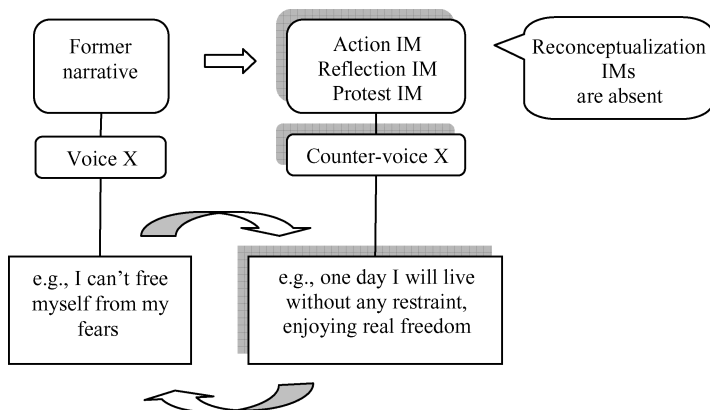 Former
narrative
Action IM
Reflection IM
Protest IM
Reconceptualization
IMs
are absent
Voice X
Counter-voice X
e.g., I can’t free
myself from my
fears
e.g., one day I will live
without any restraint,
enjoying real freedom